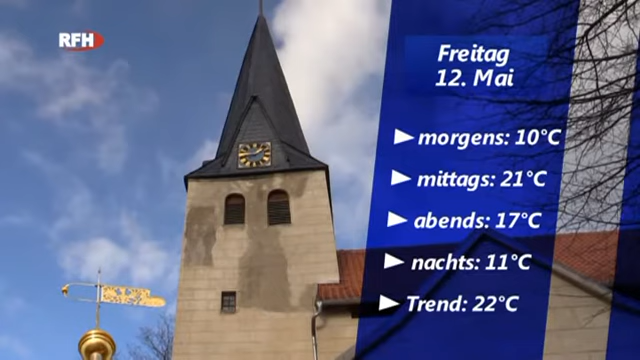 RFH
Freitag
12. Mai
morgens: 10°C
mittags: 21°C
abends: 17°C
nachts: 11°C
Trend: 22°C